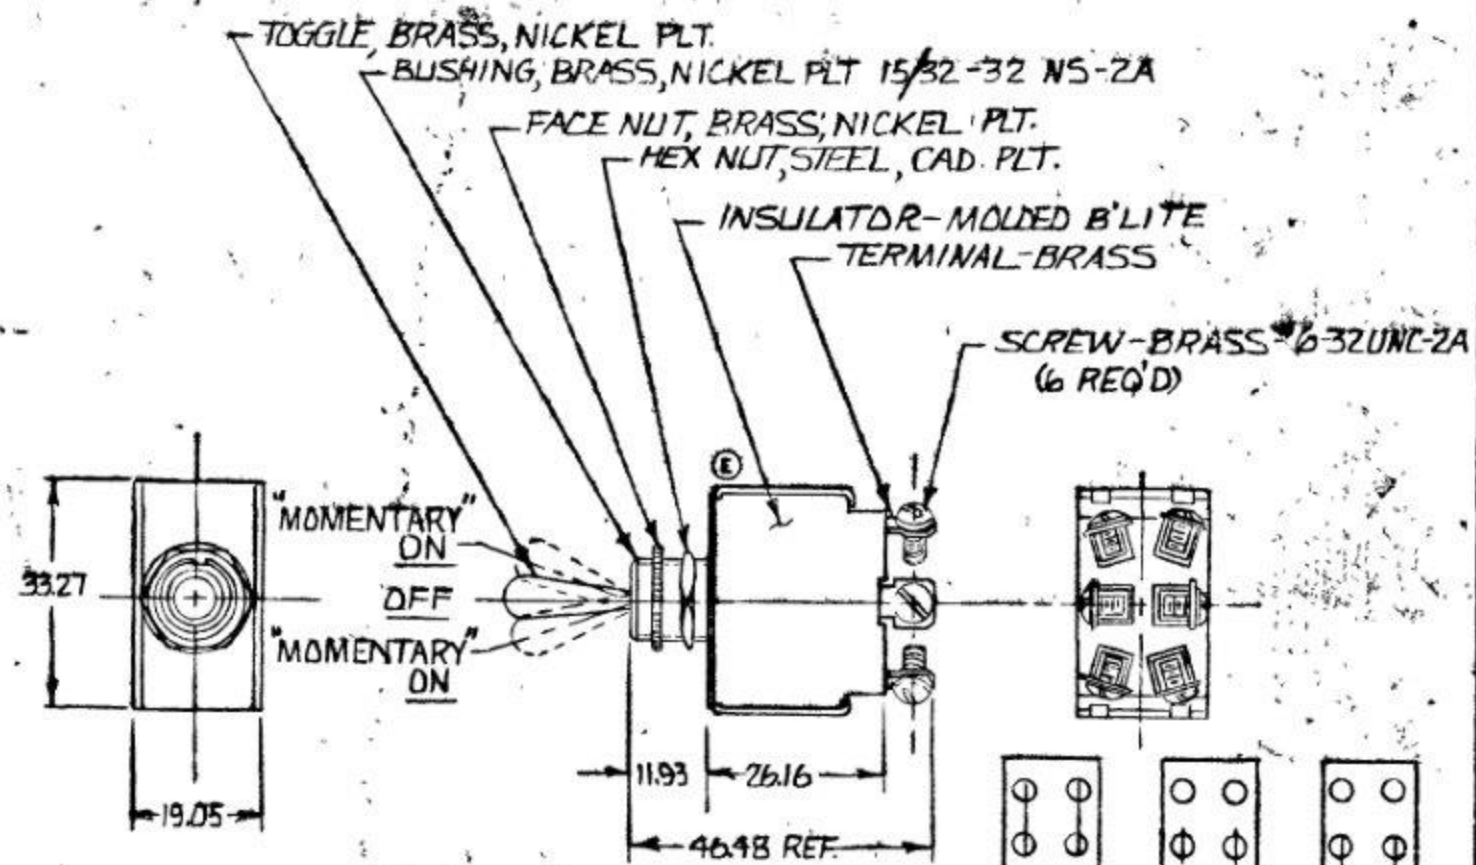 TOGGLE, BRASS, NICKEL PLT.
BUSHING, BRASS, NICKEL PLT 15/32-32 NS-2A
FACE NUT, BRASS, NICKEL PLT.
HEX NUT, STEEL, CAD. PLT.
INSULATOR-MOLDED B'LITE
TERMINAL-BRASS
SCREW-BRASS #6-32UNC-2A
(6 REQ'D)
E
"MOMENTARY"
ON
OFF
"MOMENTARY"
ON
33.27
19.05
11.93
26.16
46.48 REF.